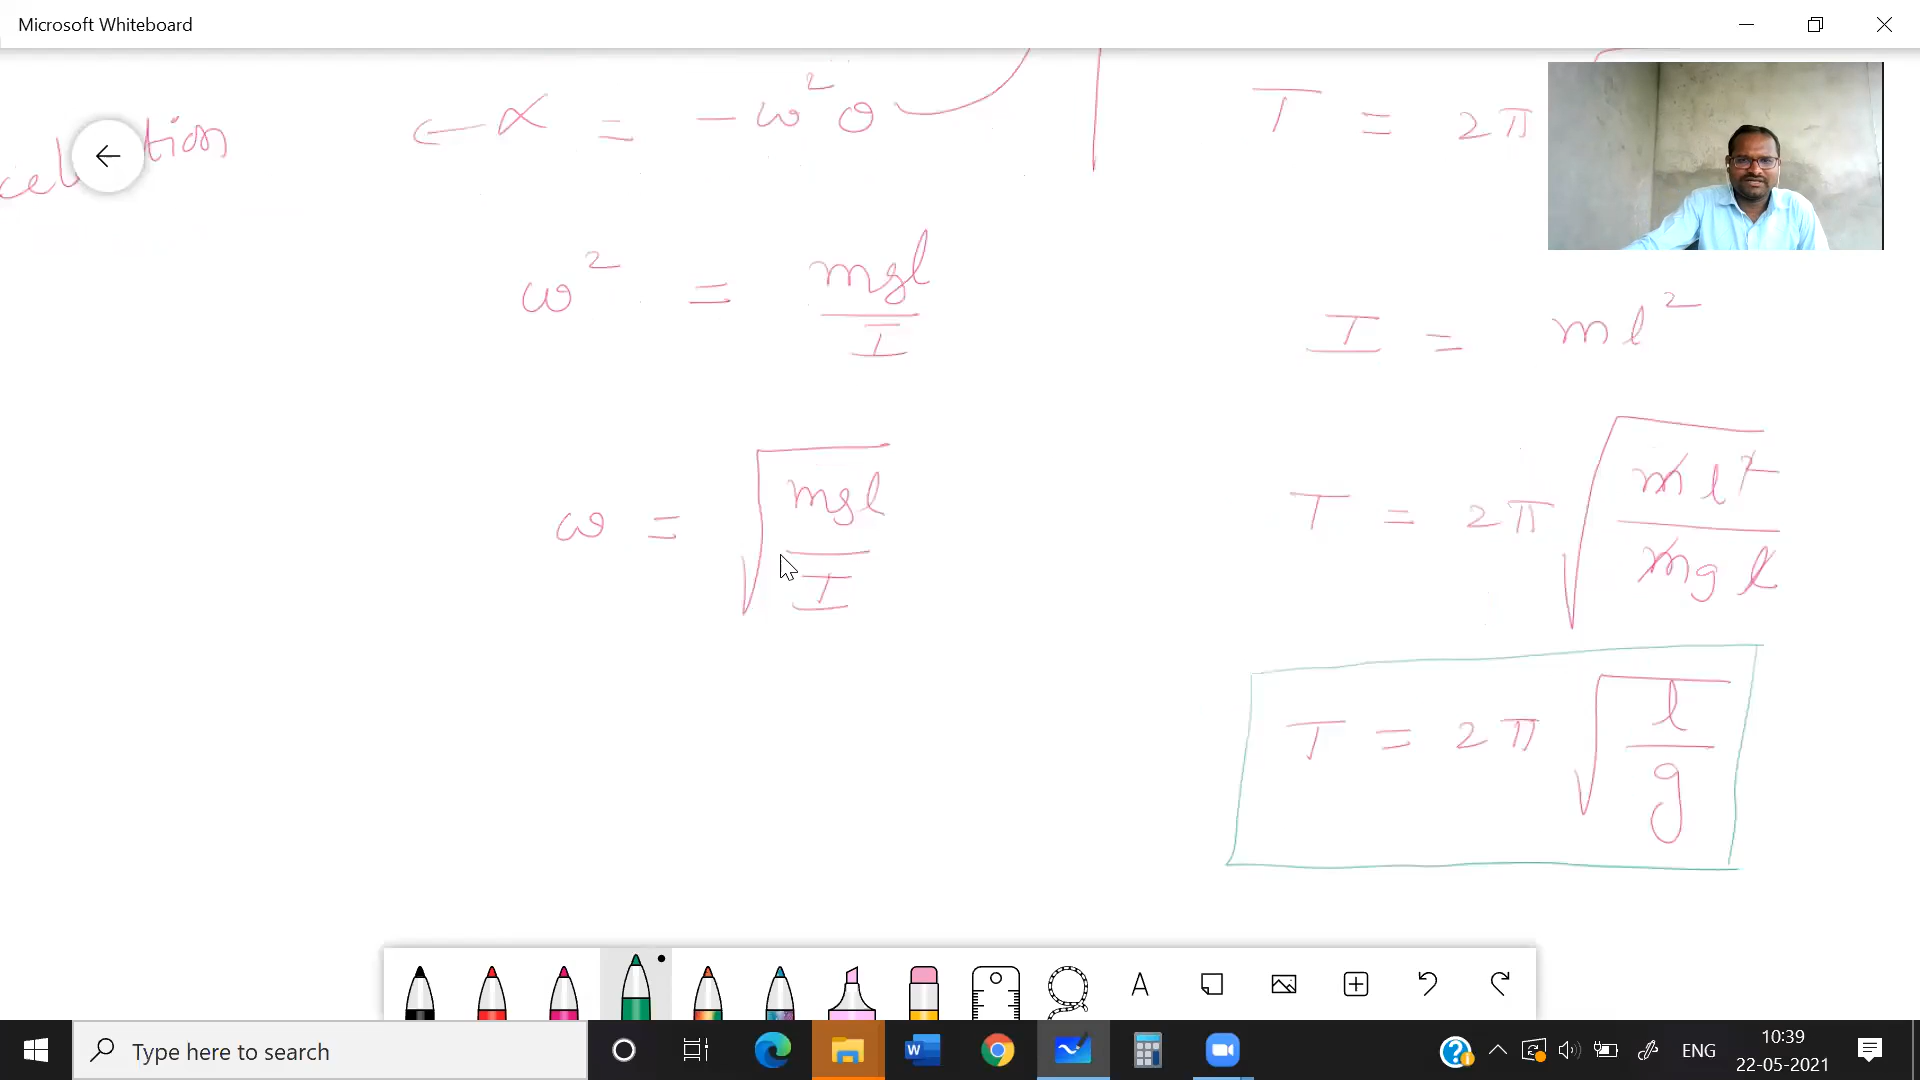 Microsoft Whiteboard
← α = - ω² θ
T = 2π
tion
ω² = mgl / I
I = ml²
ω = √(mgl / I)
T = 2π √(ml² / mgl)
T = 2π √(l / g)
A
Type here to search
W
ENG
10:39
22-05-2021